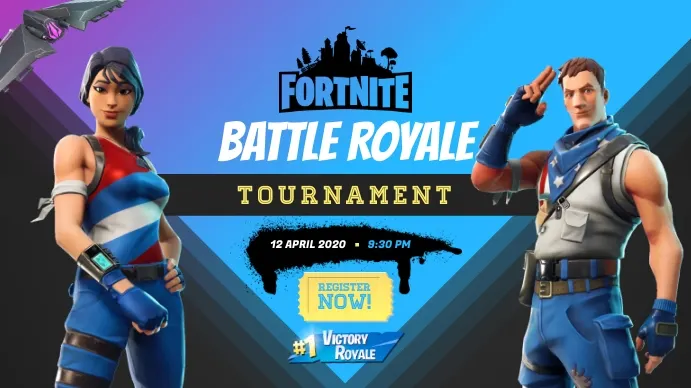 FORTNITE
BATTLE ROYALE
TOURNAMENT
12 APRIL 2020 • 9:30 PM
REGISTER
NOW!
#1 VICTORY
ROYALE